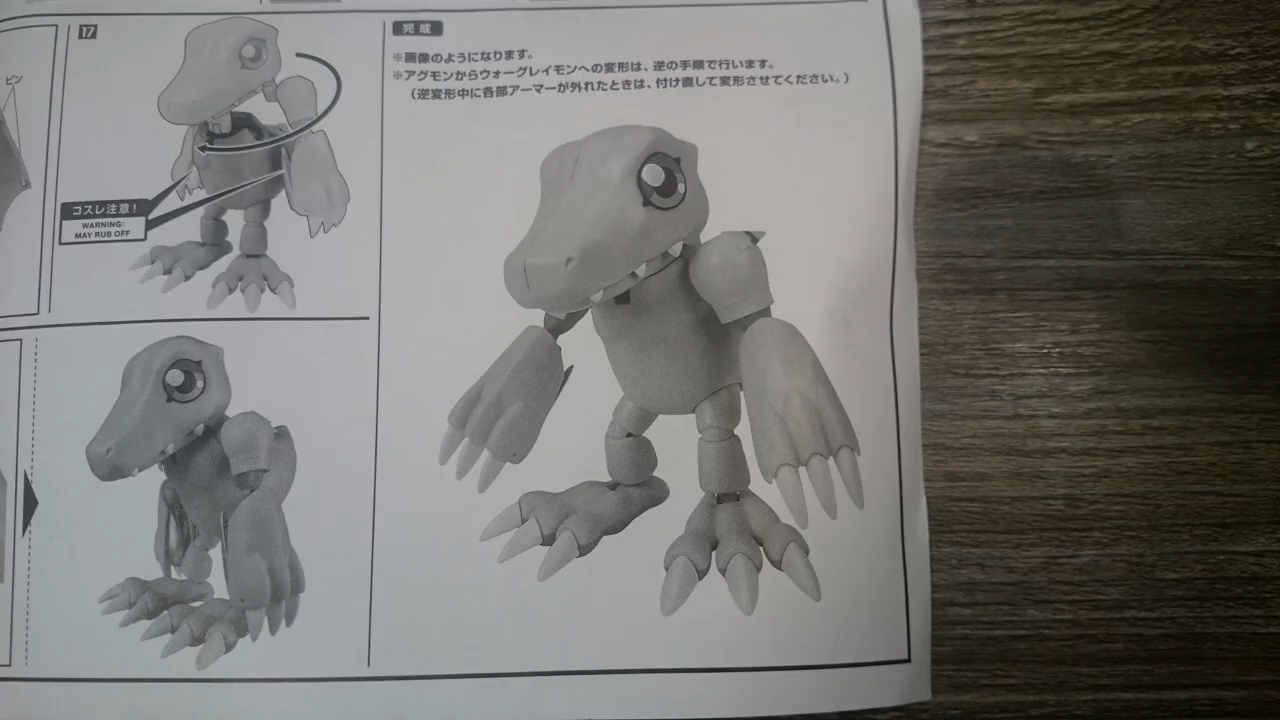 ピン
17
コスレ注意!
WARNING:
MAY RUB OFF
完成
※画像のようになります。
※アグモンからウォーグレイモンへの変形は、逆の手順で行います。
(逆変形中に各部アーマーが外れたときは、付け直して変形させてください。)